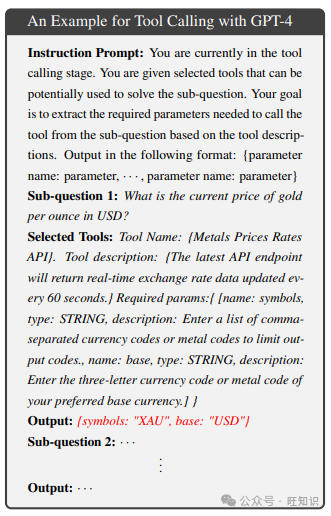 An Example for Tool Calling with GPT-4
Instruction Prompt: You are currently in the tool
calling stage. You are given selected tools that can be
potentially used to solve the sub-question. Your goal
is to extract the required parameters needed to call the
tool from the sub-question based on the tool descrip-
tions. Output in the following format: {parameter
name: parameter, ···, parameter name: parameter}
Sub-question 1: What is the current price of gold
per ounce in USD?
Selected Tools: Tool Name: {Metals Prices Rates
API}. Tool description: {The latest API endpoint
will return real-time exchange rate data updated ev-
ery 60 seconds.} Required params:{ [name: symbols,
type: STRING, description: Enter a list of comma-
separated currency codes or metal codes to limit out-
put codes., name: base, type: STRING, description:
Enter the three-letter currency code or metal code of
your preferred base currency.] }
Output: {symbols: "XAU", base: "USD"}
Sub-question 2: ···
⋮
Output: ···
公众号 · 旺知识